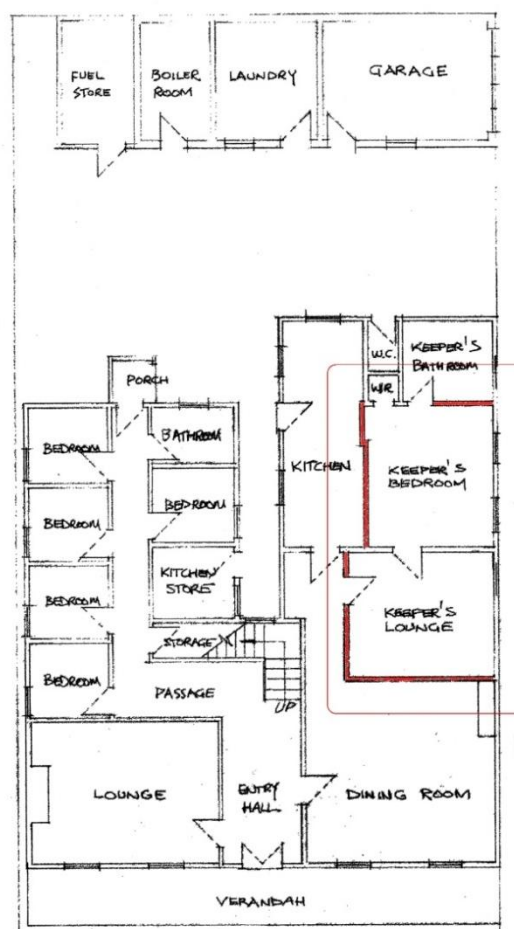 FUEL
STORE
BOILER
ROOM
LAUNDRY
GARAGE
W.C.
KEEPER'S
BATHROOM
PORCH
W/R
BEDROOM
BATHROOM
KITCHEN
KEEPER'S
BEDROOM
BEDROOM
BEDROOM
BEDROOM
KITCHEN
STORE
KEEPER'S
LOUNGE
STORAGE
BEDROOM
PASSAGE
UP
LOUNGE
ENTRY
HALL
DINING ROOM
VERANDAH